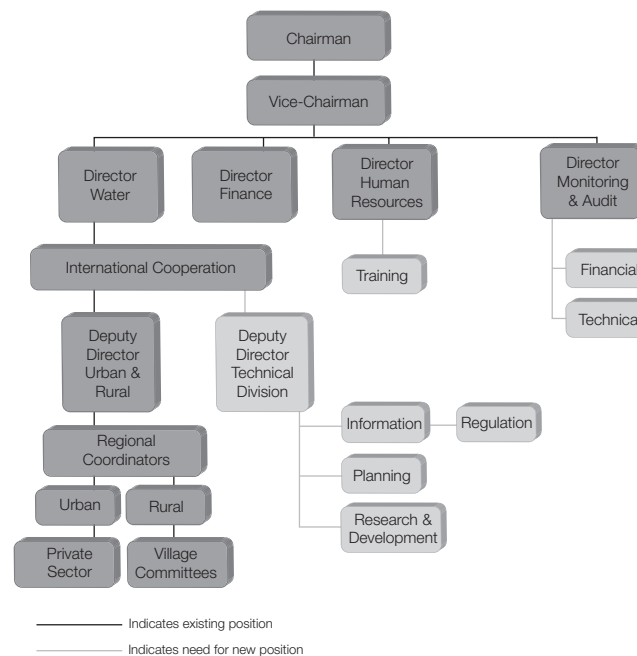 Chairman
Vice-Chairman
Director
Water
Director
Finance
Director
Human
Resources
Director
Monitoring
& Audit
International Cooperation
Training
Financial
Technica
Deputy
Director
Urban &
Rural
Deputy
Director
Technical
Division
Information
Regulation
Regional
Coordinators
Planning
Urban
Rural
Research &
Development
Private
Sector
Village
Committees
Indicates existing position
Indicates need for new position